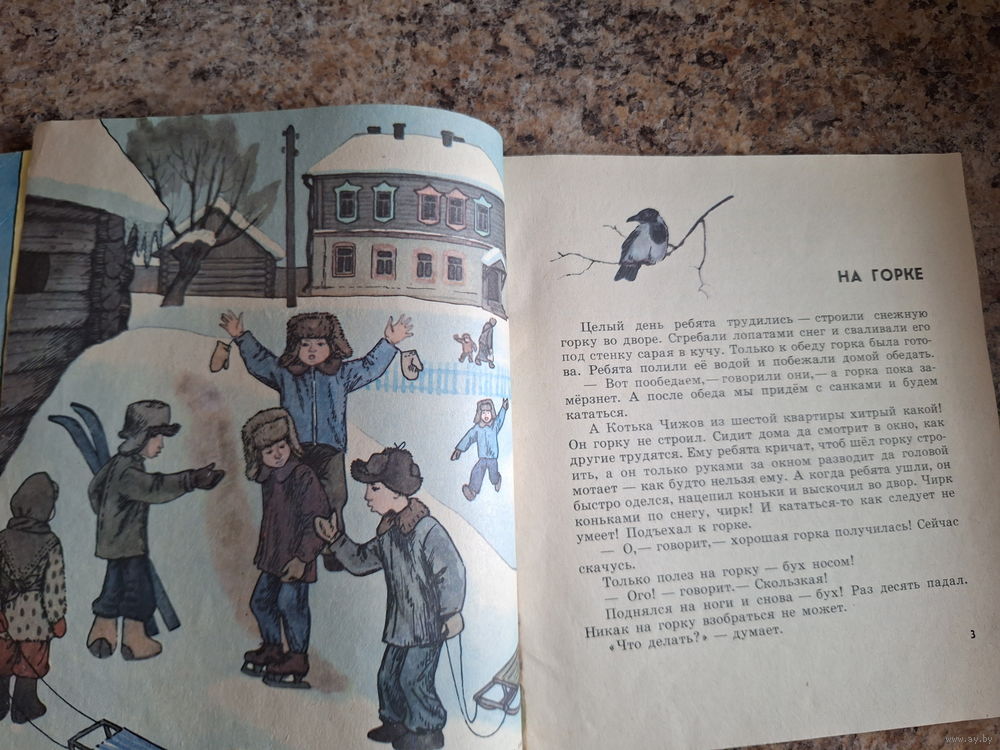 НА ГОРКЕ
Целый день ребята трудились — строили снежную
горку во дворе. Сгребали лопатами снег и сваливали его
под стенку сарая в кучу. Только к обеду горка была гото-
ва. Ребята полили её водой и побежали домой обедать.
— Вот пообедаем,— говорили они,— а горка пока за-
мёрзнет. А после обеда мы придём с санками и будем
кататься.
А Котька Чижов из шестой квартиры хитрый какой!
Он горку не строил. Сидит дома да смотрит в окно, как
другие трудятся. Ему ребята кричат, чтоб шёл горку стро-
ить, а он только руками за окном разводит да головой
мотает — как будто нельзя ему. А когда ребята ушли, он
быстро оделся, нацепил коньки и выскочил во двор. Чирк
коньками по снегу, чирк! И кататься-то как следует не
умеет! Подъехал к горке.
— О,— говорит,— хорошая горка получилась! Сейчас
скачусь.
Только полез на горку — бух носом!
— Ого! — говорит.— Скользкая!
Поднялся на ноги и снова — бух! Раз десять падал.
Никак на горку взобраться не может.
«Что делать?» — думает.
3
www.ay.by